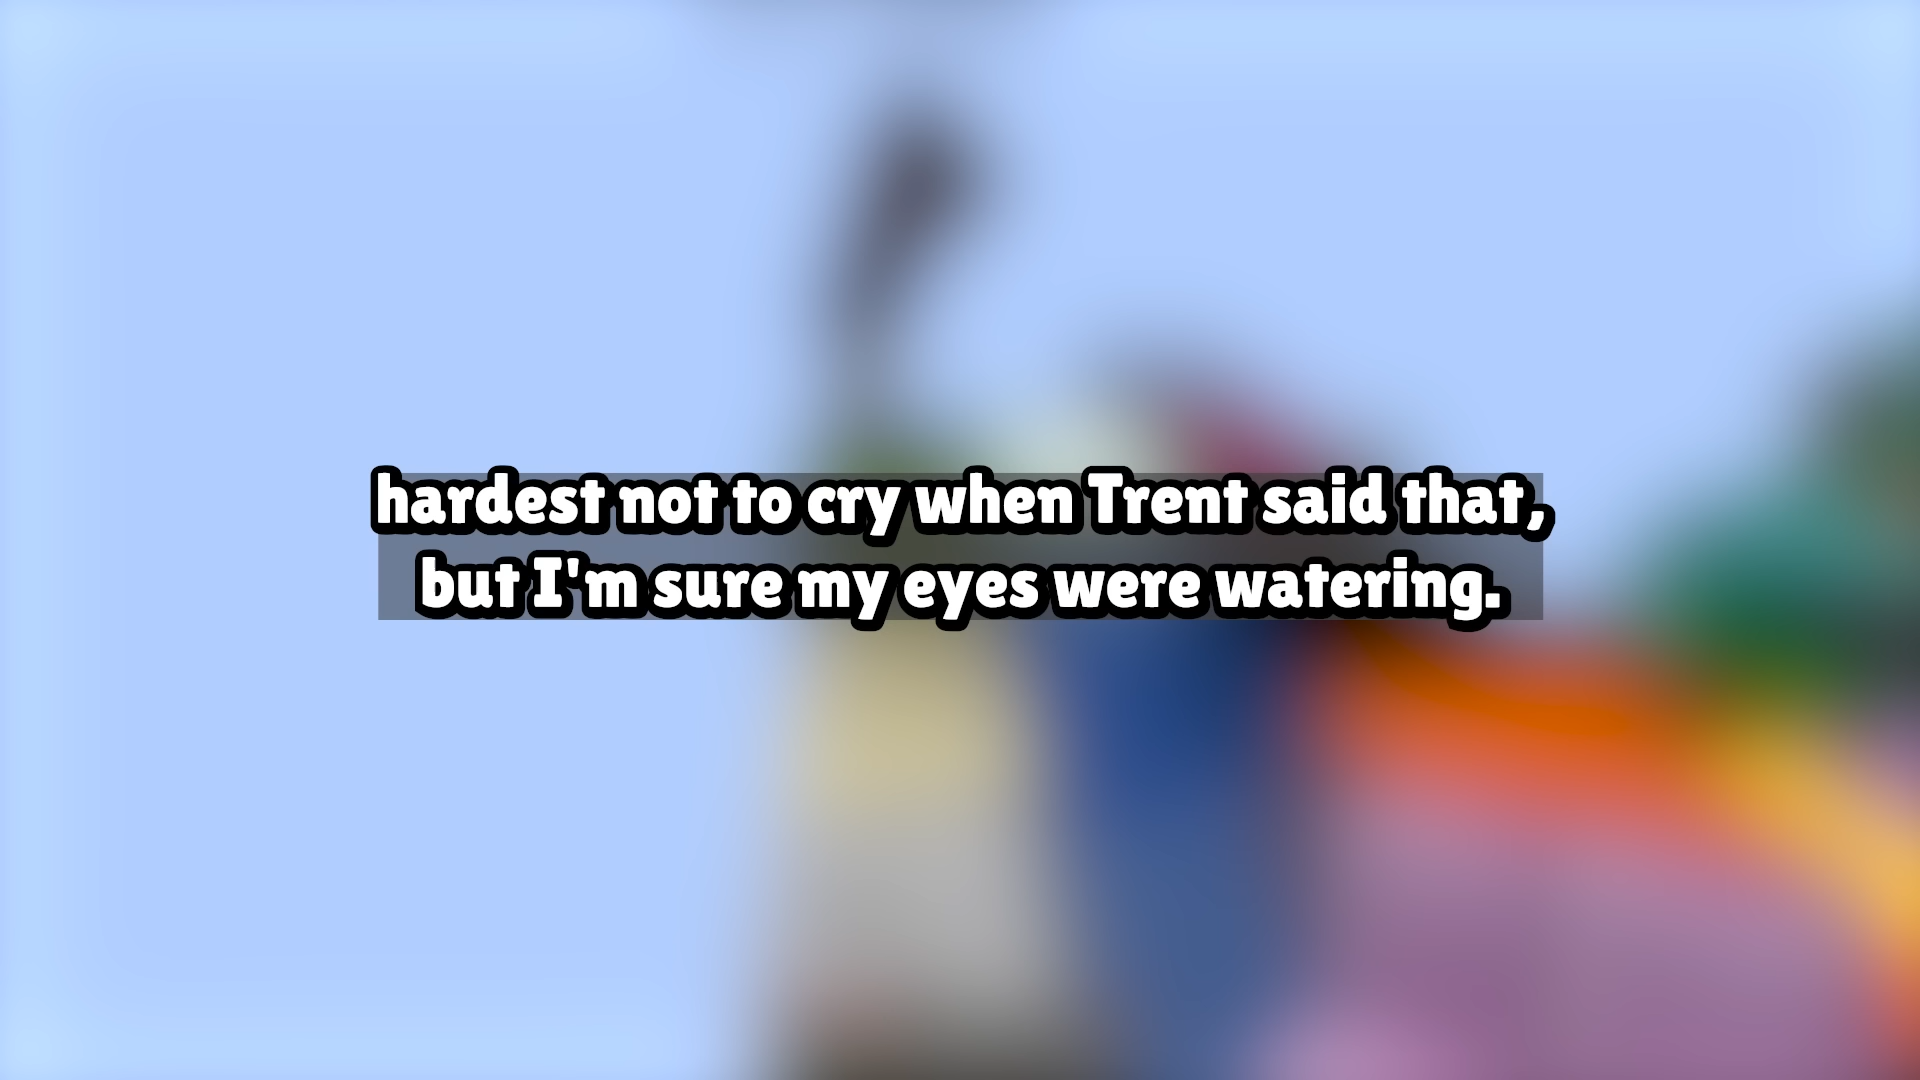 hardest not to cry when Trent said that,
but I'm sure my eyes were watering.